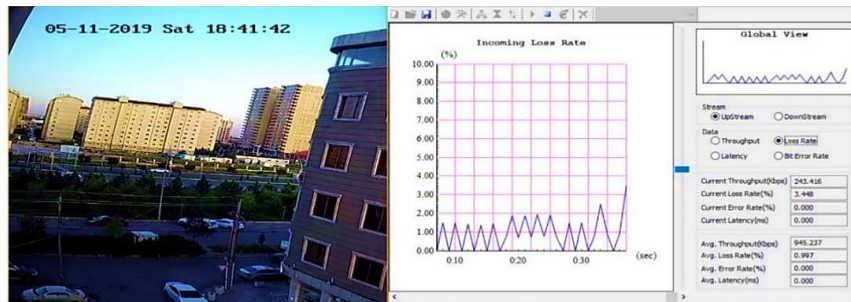 05-11-2019 Sat 18:41:42
Incoming Loss Rate
(%)
10.00
9.00
8.00
7.00
6.00
5.00
4.00
3.00
2.00
1.00
0.00
0:10
0:20
0:30
(sec)
Global View
Stream
UpStream
DownStream
Data
Throughput
Loss Rate
Latency
Bit Error Rate
Current Throughput(Kbps) 243.416
Current Loss Rate(%) 3.448
Current Error Rate(%) 0.000
Current Latency(ms) 0.000
Avg. Throughput(Kbps) 945.237
Avg. Loss Rate(%) 0.997
Avg. Error Rate(%) 0.000
Avg. Latency(ms) 0.000